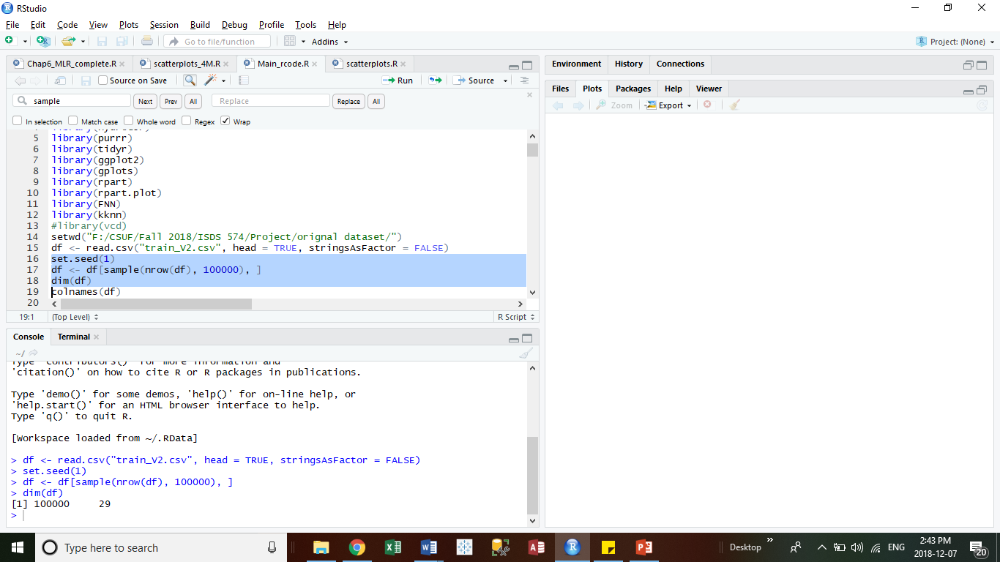 RStudio
File Edit Code View Plots Session Build Debug Profile Tools Help
Go to file/function Addins Project: (None)
Chap6_MLR_complete.R scatterplots_4M.R Main_rcode.R scatterplots.R
Source on Save Run Source
sample Next Prev All Replace Replace All
In selection Match case Whole word Regex Wrap
5 library(purrr)
6 library(tidyr)
7 library(ggplot2)
8 library(gplots)
9 library(rpart)
10 library(rpart.plot)
11 library(FNN)
12 library(kknn)
13 #library(vcd)
14 setwd("F:/CSUF/Fall 2018/ISDS 574/Project/orignal dataset/")
15 df <- read.csv("train_V2.csv", head = TRUE, stringsAsFactor = FALSE)
16 set.seed(1)
17 df <- df[sample(nrow(df), 100000), ]
18 dim(df)
19 colnames(df)
20
19:1 (Top Level) R Script
Console Terminal
~/
Type 'contributors()' for more information and
'citation()' on how to cite R or R packages in publications.
Type 'demo()' for some demos, 'help()' for on-line help, or
'help.start()' for an HTML browser interface to help.
Type 'q()' to quit R.
[Workspace loaded from ~/.RData]
> df <- read.csv("train_V2.csv", head = TRUE, stringsAsFactor = FALSE)
> set.seed(1)
> df <- df[sample(nrow(df), 100000), ]
> dim(df)
[1] 100000 29
>
Environment History Connections
Files Plots Packages Help Viewer
Zoom Export
Type here to search
Desktop » ENG
2:43 PM
2018-12-07
20